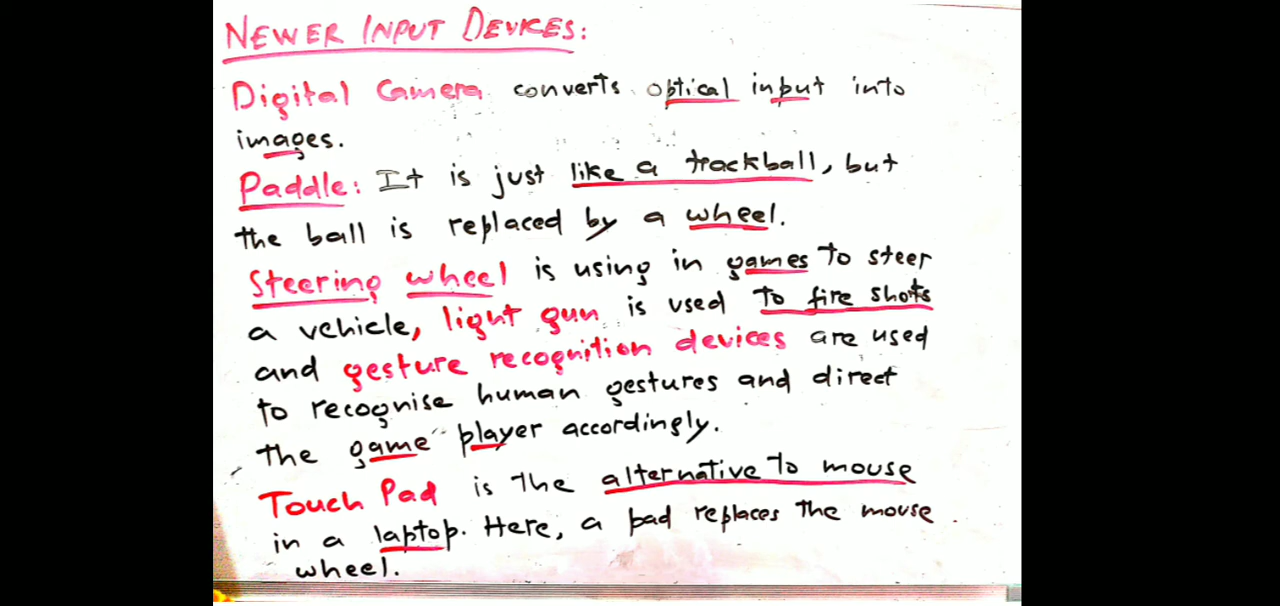 NEWER INPUT DEVICES:
Digital Camera converts optical input into
images.
Paddle: It is just like a trackball, but
the ball is replaced by a wheel.
Steering wheel is using in games to steer
a vehicle, light gun is used to fire shots
and gesture recognition devices are used
to recognise human gestures and direct
the game player accordingly.
Touch Pad is the alternative to mouse
in a laptop. Here, a pad replaces the mouse
wheel.